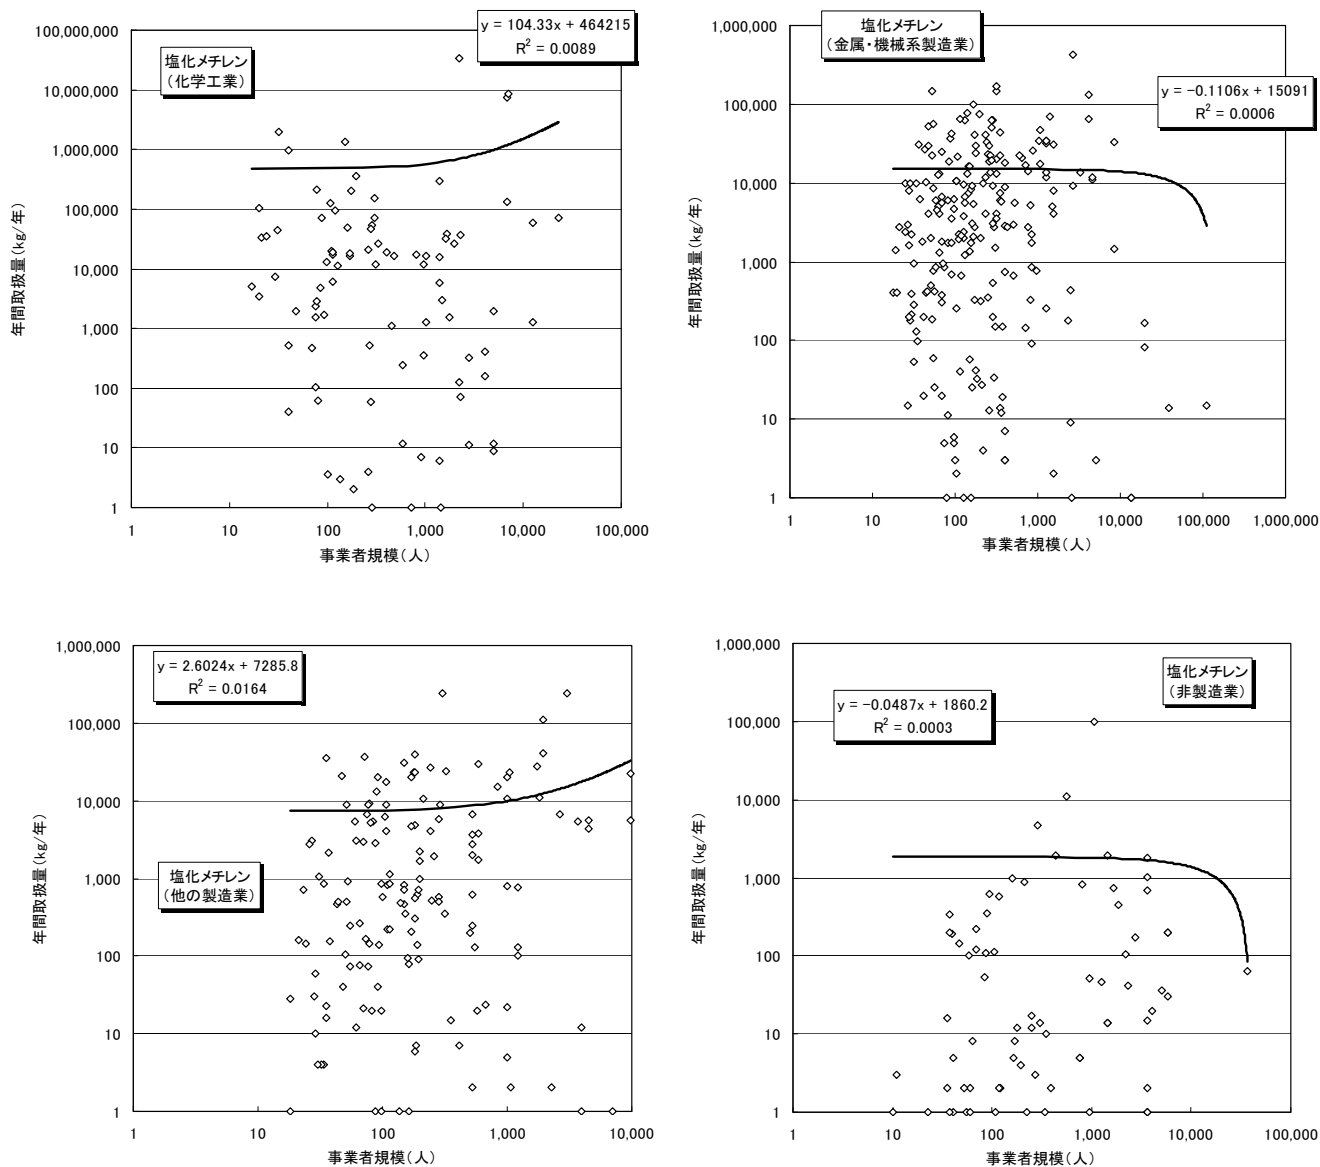 y = 104.33x + 464215
R² = 0.0089
塩化メチレン
（化学工業）
100,000,000
10,000,000
1,000,000
100,000
10,000
1,000
100
10
1
年間取扱量（kg/年）
1 10 100 1,000 10,000 100,000
事業者規模（人）
塩化メチレン
（金属・機械系製造業）
y = −0.1106x + 15091
R² = 0.0006
1,000,000
100,000
10,000
1,000
100
10
1
年間取扱量（kg/年）
1 10 100 1,000 10,000 100,000 1,000,000
事業者規模（人）
y = 2.6024x + 7285.8
R² = 0.0164
塩化メチレン
（他の製造業）
1,000,000
100,000
10,000
1,000
100
10
1
年間取扱量（kg/年）
1 10 100 1,000 10,000
事業者規模（人）
塩化メチレン
（非製造業）
y = −0.0487x + 1860.2
R² = 0.0003
1,000,000
100,000
10,000
1,000
100
10
1
年間取扱量（kg/年）
1 10 100 1,000 10,000 100,000
事業者規模（人）